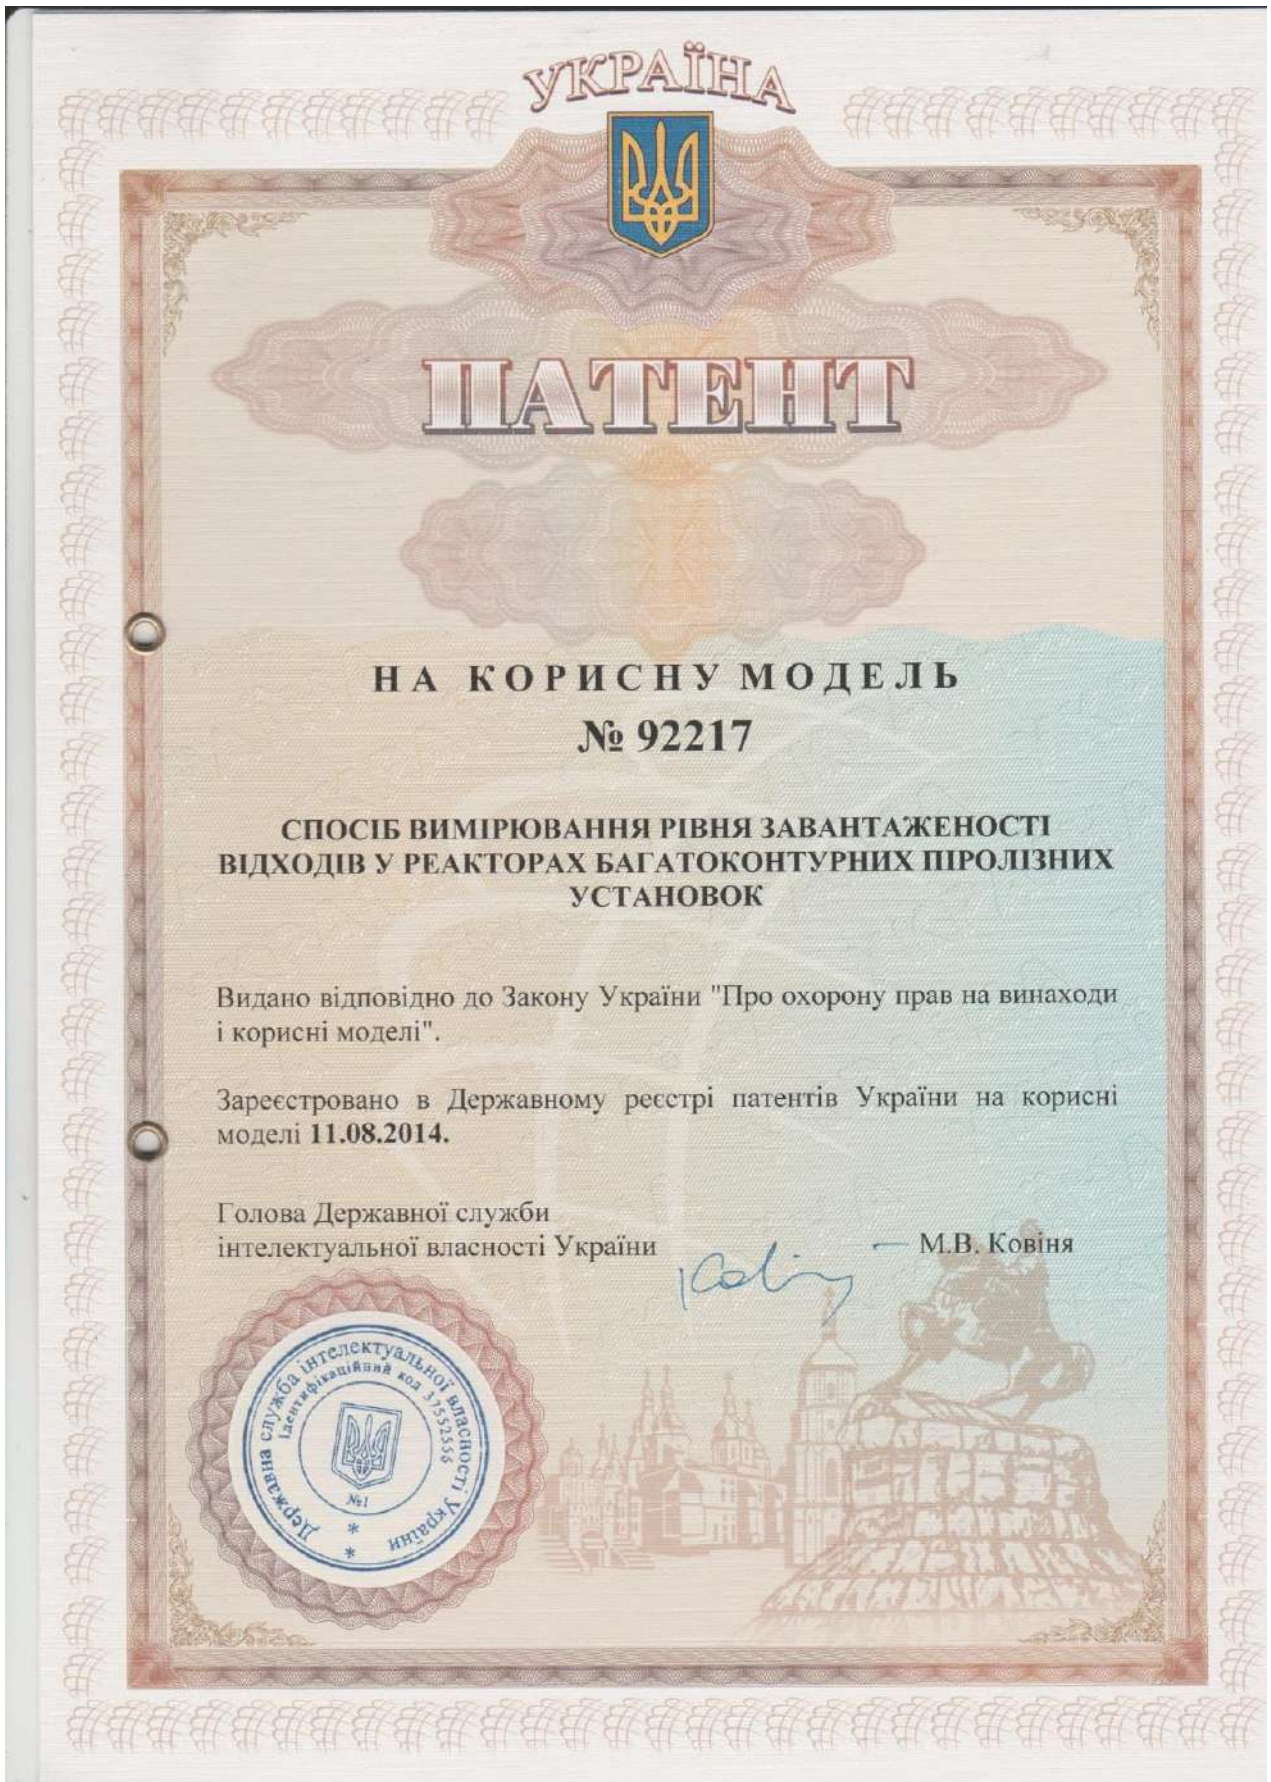 УКРАЇНА
ПАТЕНТ
НА КОРИСНУ МОДЕЛЬ
№ 92217
СПОСІБ ВИМІРЮВАННЯ РІВНЯ ЗАВАНТАЖЕНОСТІ
ВІДХОДІВ У РЕАКТОРАХ БАГАТОКОНТУРНИХ ПІРОЛІЗНИХ
УСТАНОВОК
Видано відповідно до Закону України "Про охорону прав на винаходи
і корисні моделі".
Зареєстровано в Державному реєстрі патентів України на корисні
моделі 11.08.2014.
Голова Державної служби
інтелектуальної власності України
М.В. Ковіня
Державна служба інтелектуальної власності України
Ідентифікаційний код 37552556
№1